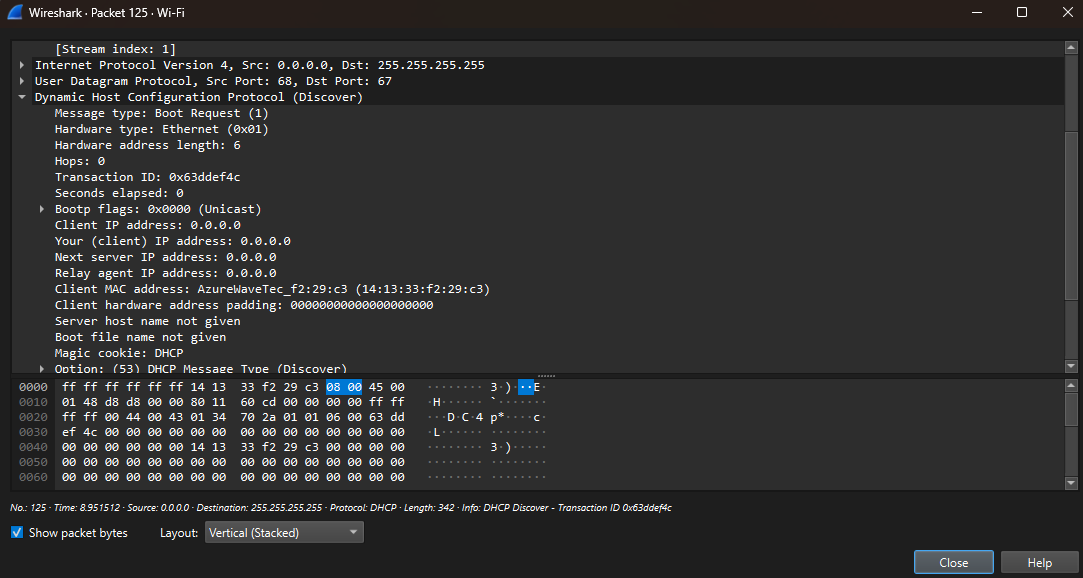 Wireshark · Packet 125 · Wi-Fi
[Stream index: 1]
Internet Protocol Version 4, Src: 0.0.0.0, Dst: 255.255.255.255
User Datagram Protocol, Src Port: 68, Dst Port: 67
Dynamic Host Configuration Protocol (Discover)
Message type: Boot Request (1)
Hardware type: Ethernet (0x01)
Hardware address length: 6
Hops: 0
Transaction ID: 0x63ddef4c
Seconds elapsed: 0
Bootp flags: 0x0000 (Unicast)
Client IP address: 0.0.0.0
Your (client) IP address: 0.0.0.0
Next server IP address: 0.0.0.0
Relay agent IP address: 0.0.0.0
Client MAC address: AzureWaveTec_f2:29:c3 (14:13:33:f2:29:c3)
Client hardware address padding: 00000000000000000000
Server host name not given
Boot file name not given
Magic cookie: DHCP
Option: (53) DHCP Message Type (Discover)
0000 ff ff ff ff ff ff 14 13 33 f2 29 c3 08 00 45 00 ········ 3·)···E·
0010 01 48 d8 d8 00 00 80 11 60 cd 00 00 00 00 ff ff ·H······ `·······
0020 ff ff 00 44 00 43 01 34 70 2a 01 01 06 00 63 dd ···D·C·4 p*····c·
0030 ef 4c 00 00 00 00 00 00 00 00 00 00 00 00 00 00 ·L······ ········
0040 00 00 00 00 00 00 14 13 33 f2 29 c3 00 00 00 00 ········ 3·)·····
0050 00 00 00 00 00 00 00 00 00 00 00 00 00 00 00 00 ········ ········
0060 00 00 00 00 00 00 00 00 00 00 00 00 00 00 00 00 ········ ········
No.: 125 · Time: 8.951512 · Source: 0.0.0.0 · Destination: 255.255.255.255 · Protocol: DHCP · Length: 342 · Info: DHCP Discover - Transaction ID 0x63ddef4c
Show packet bytes Layout: Vertical (Stacked)
Close Help